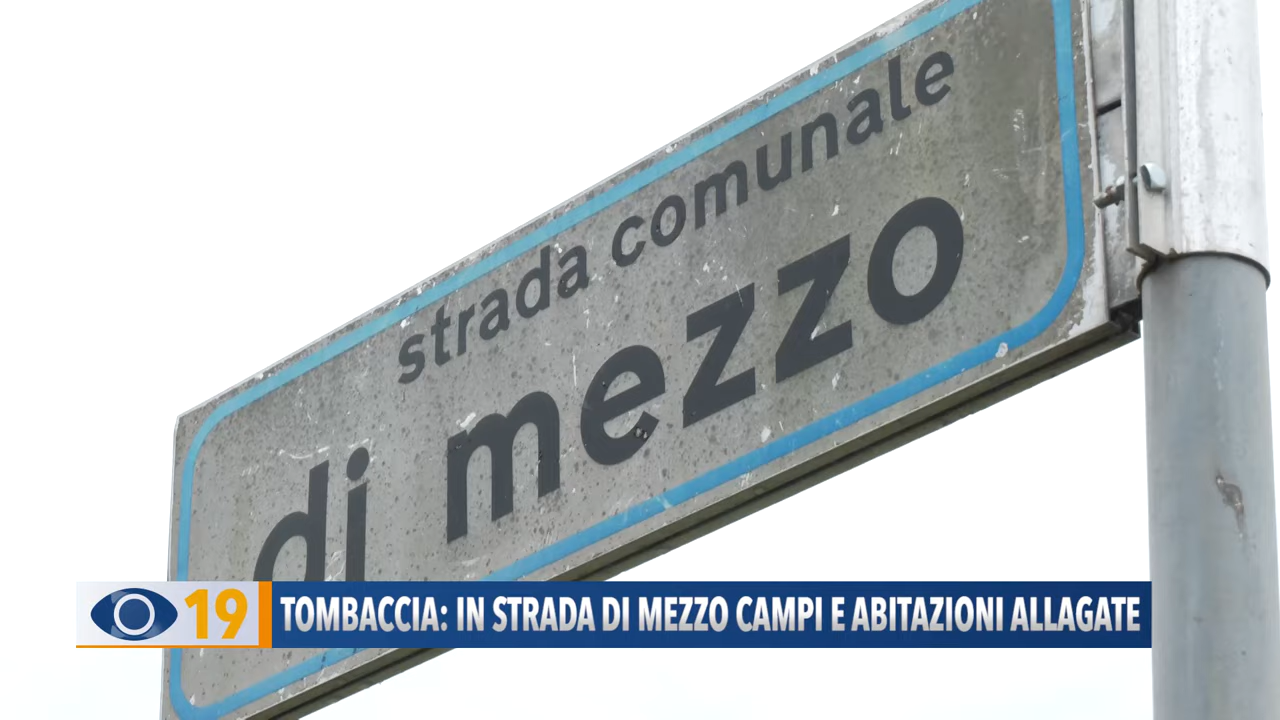 strada comunale
di mezzo
19
TOMBACCIA: IN STRADA DI MEZZO CAMPI E ABITAZIONI ALLAGATE